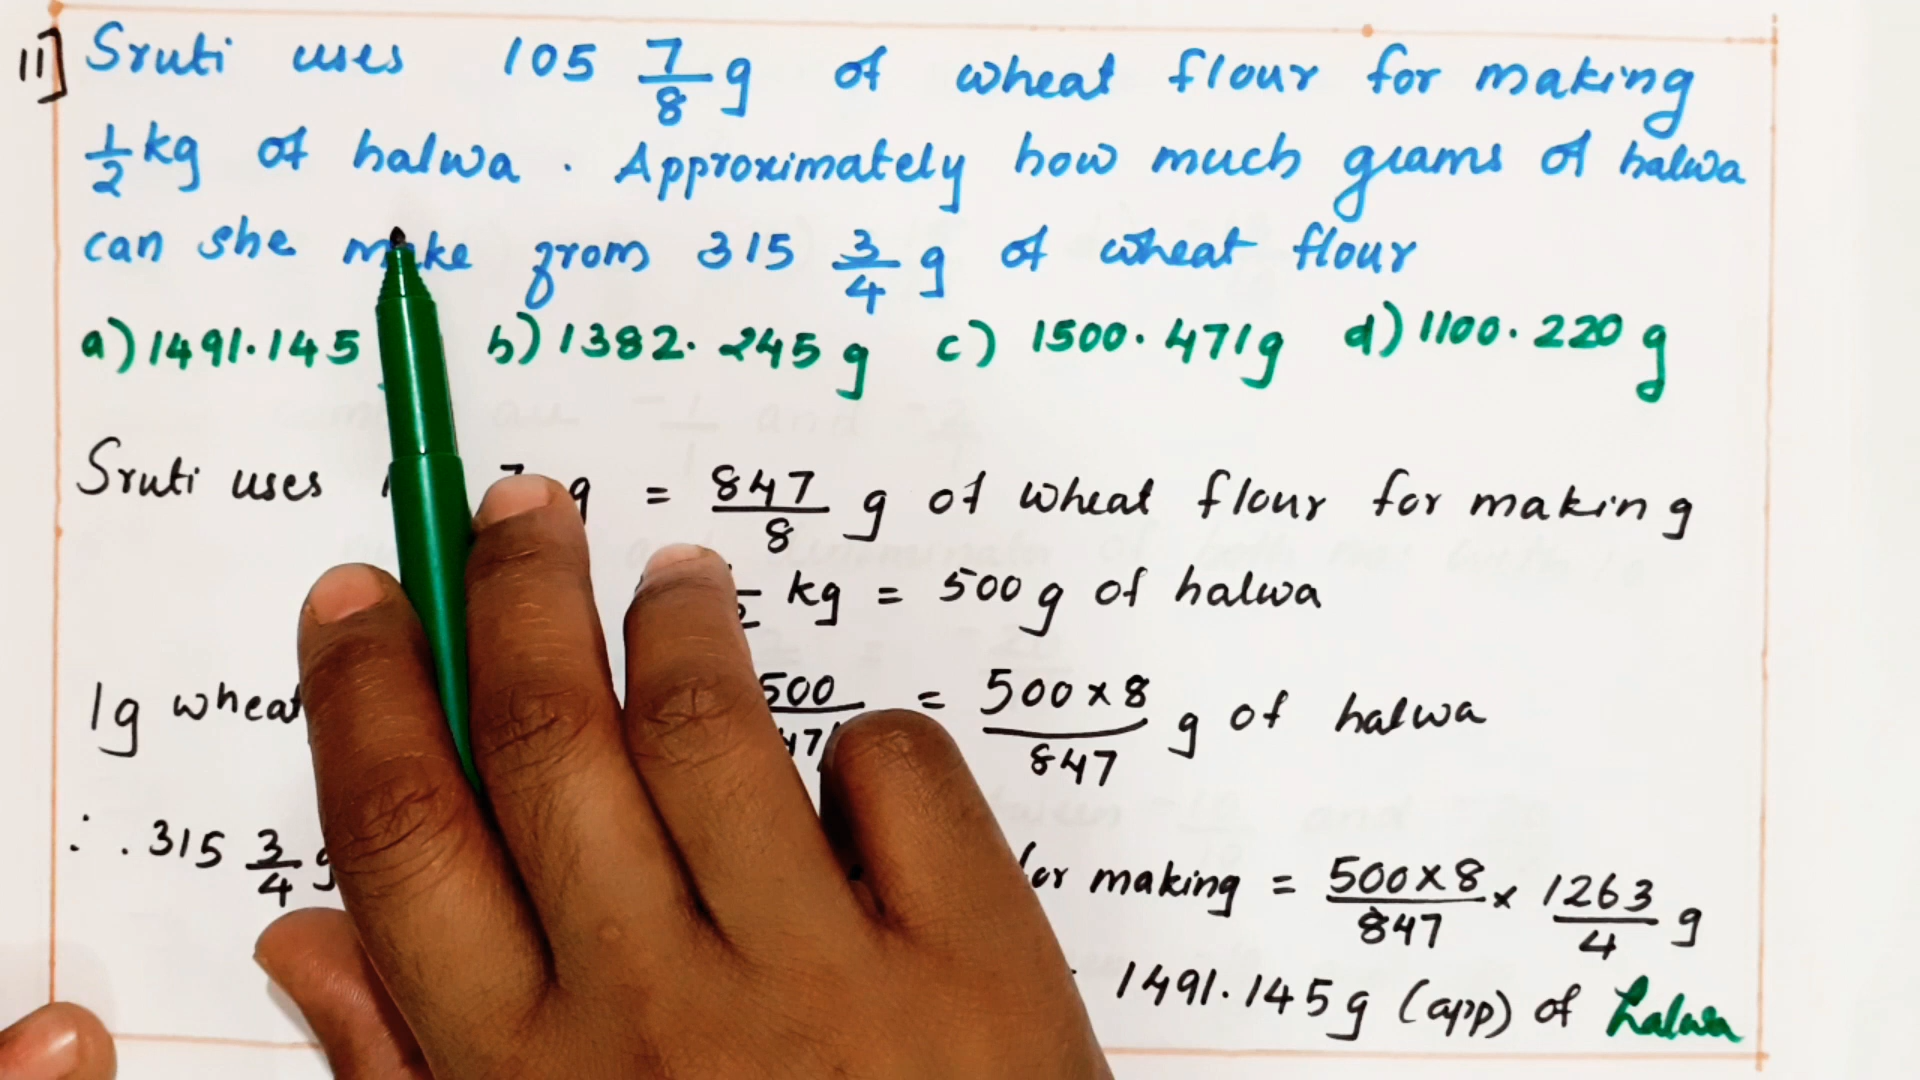 11] Sruti uses 105 7/8 g of wheat flour for making
1/2 kg of halwa. Approximately how much grams of halwa
can she make from 315 3/4 g of wheat flour
a) 1491.145 b) 1382.245 g c) 1500.471g d) 1100.220 g
Sruti uses g = 847/8 g of wheat flour for making
kg = 500g of halwa
1g wheat 500 = 500 x 8/847 g of halwa
∴ 315 3/4 g for making = 500 x 8/847 x 1263/4 g
1491.145g (app) of halwa